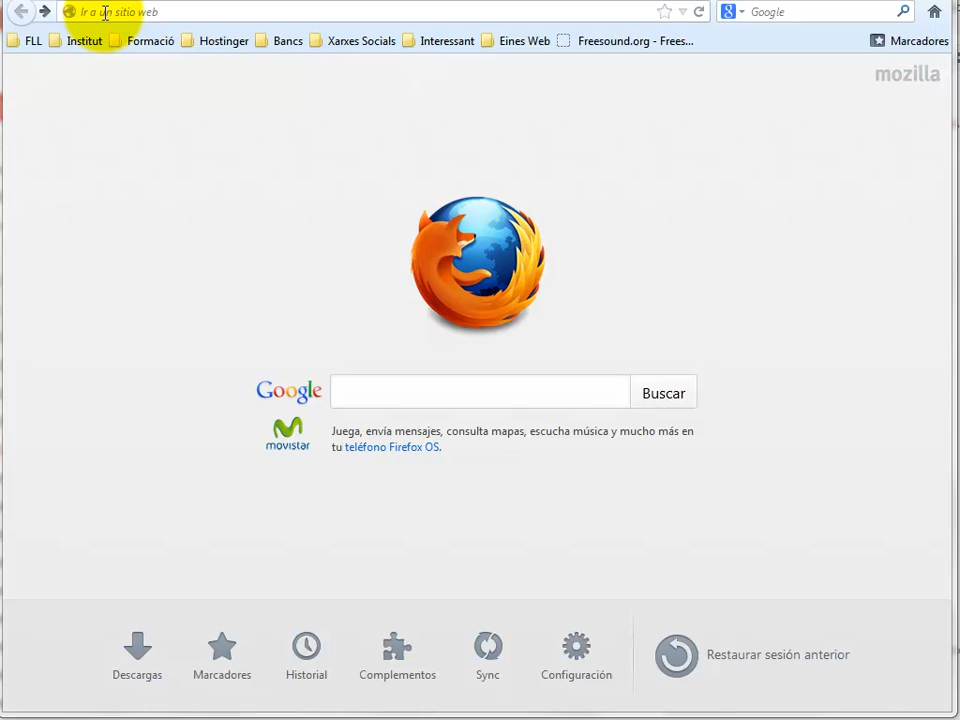 Ir a un sitio web
Google
FLL Institut Formació Hostinger Bancs Xarxes Socials Interessant Eines Web Freesound.org - Frees... Marcadores
mozilla
Google
Buscar
movistar
Juega, envía mensajes, consulta mapas, escucha música y mucho más en
tu teléfono Firefox OS.
Descargas Marcadores Historial Complementos Sync Configuración
Restaurar sesión anterior